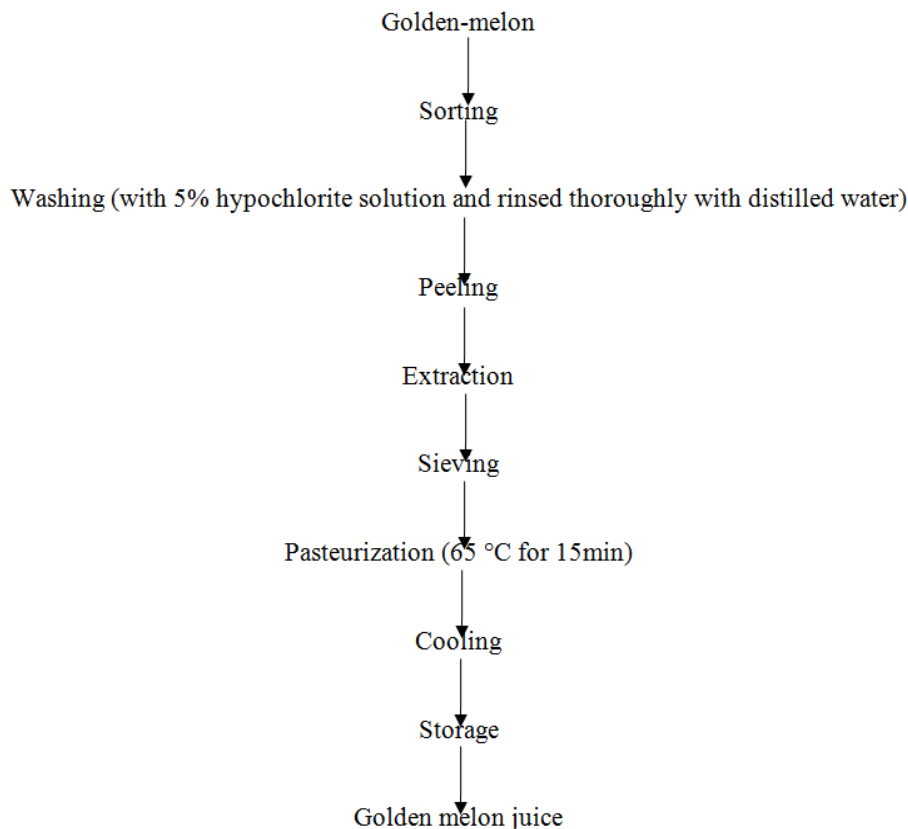 Golden-melon
Sorting
Washing (with 5% hypochlorite solution and rinsed thoroughly with distilled water)
Peeling
Extraction
Sieving
Pasteurization (65 °C for 15min)
Cooling
Storage
Golden melon juice